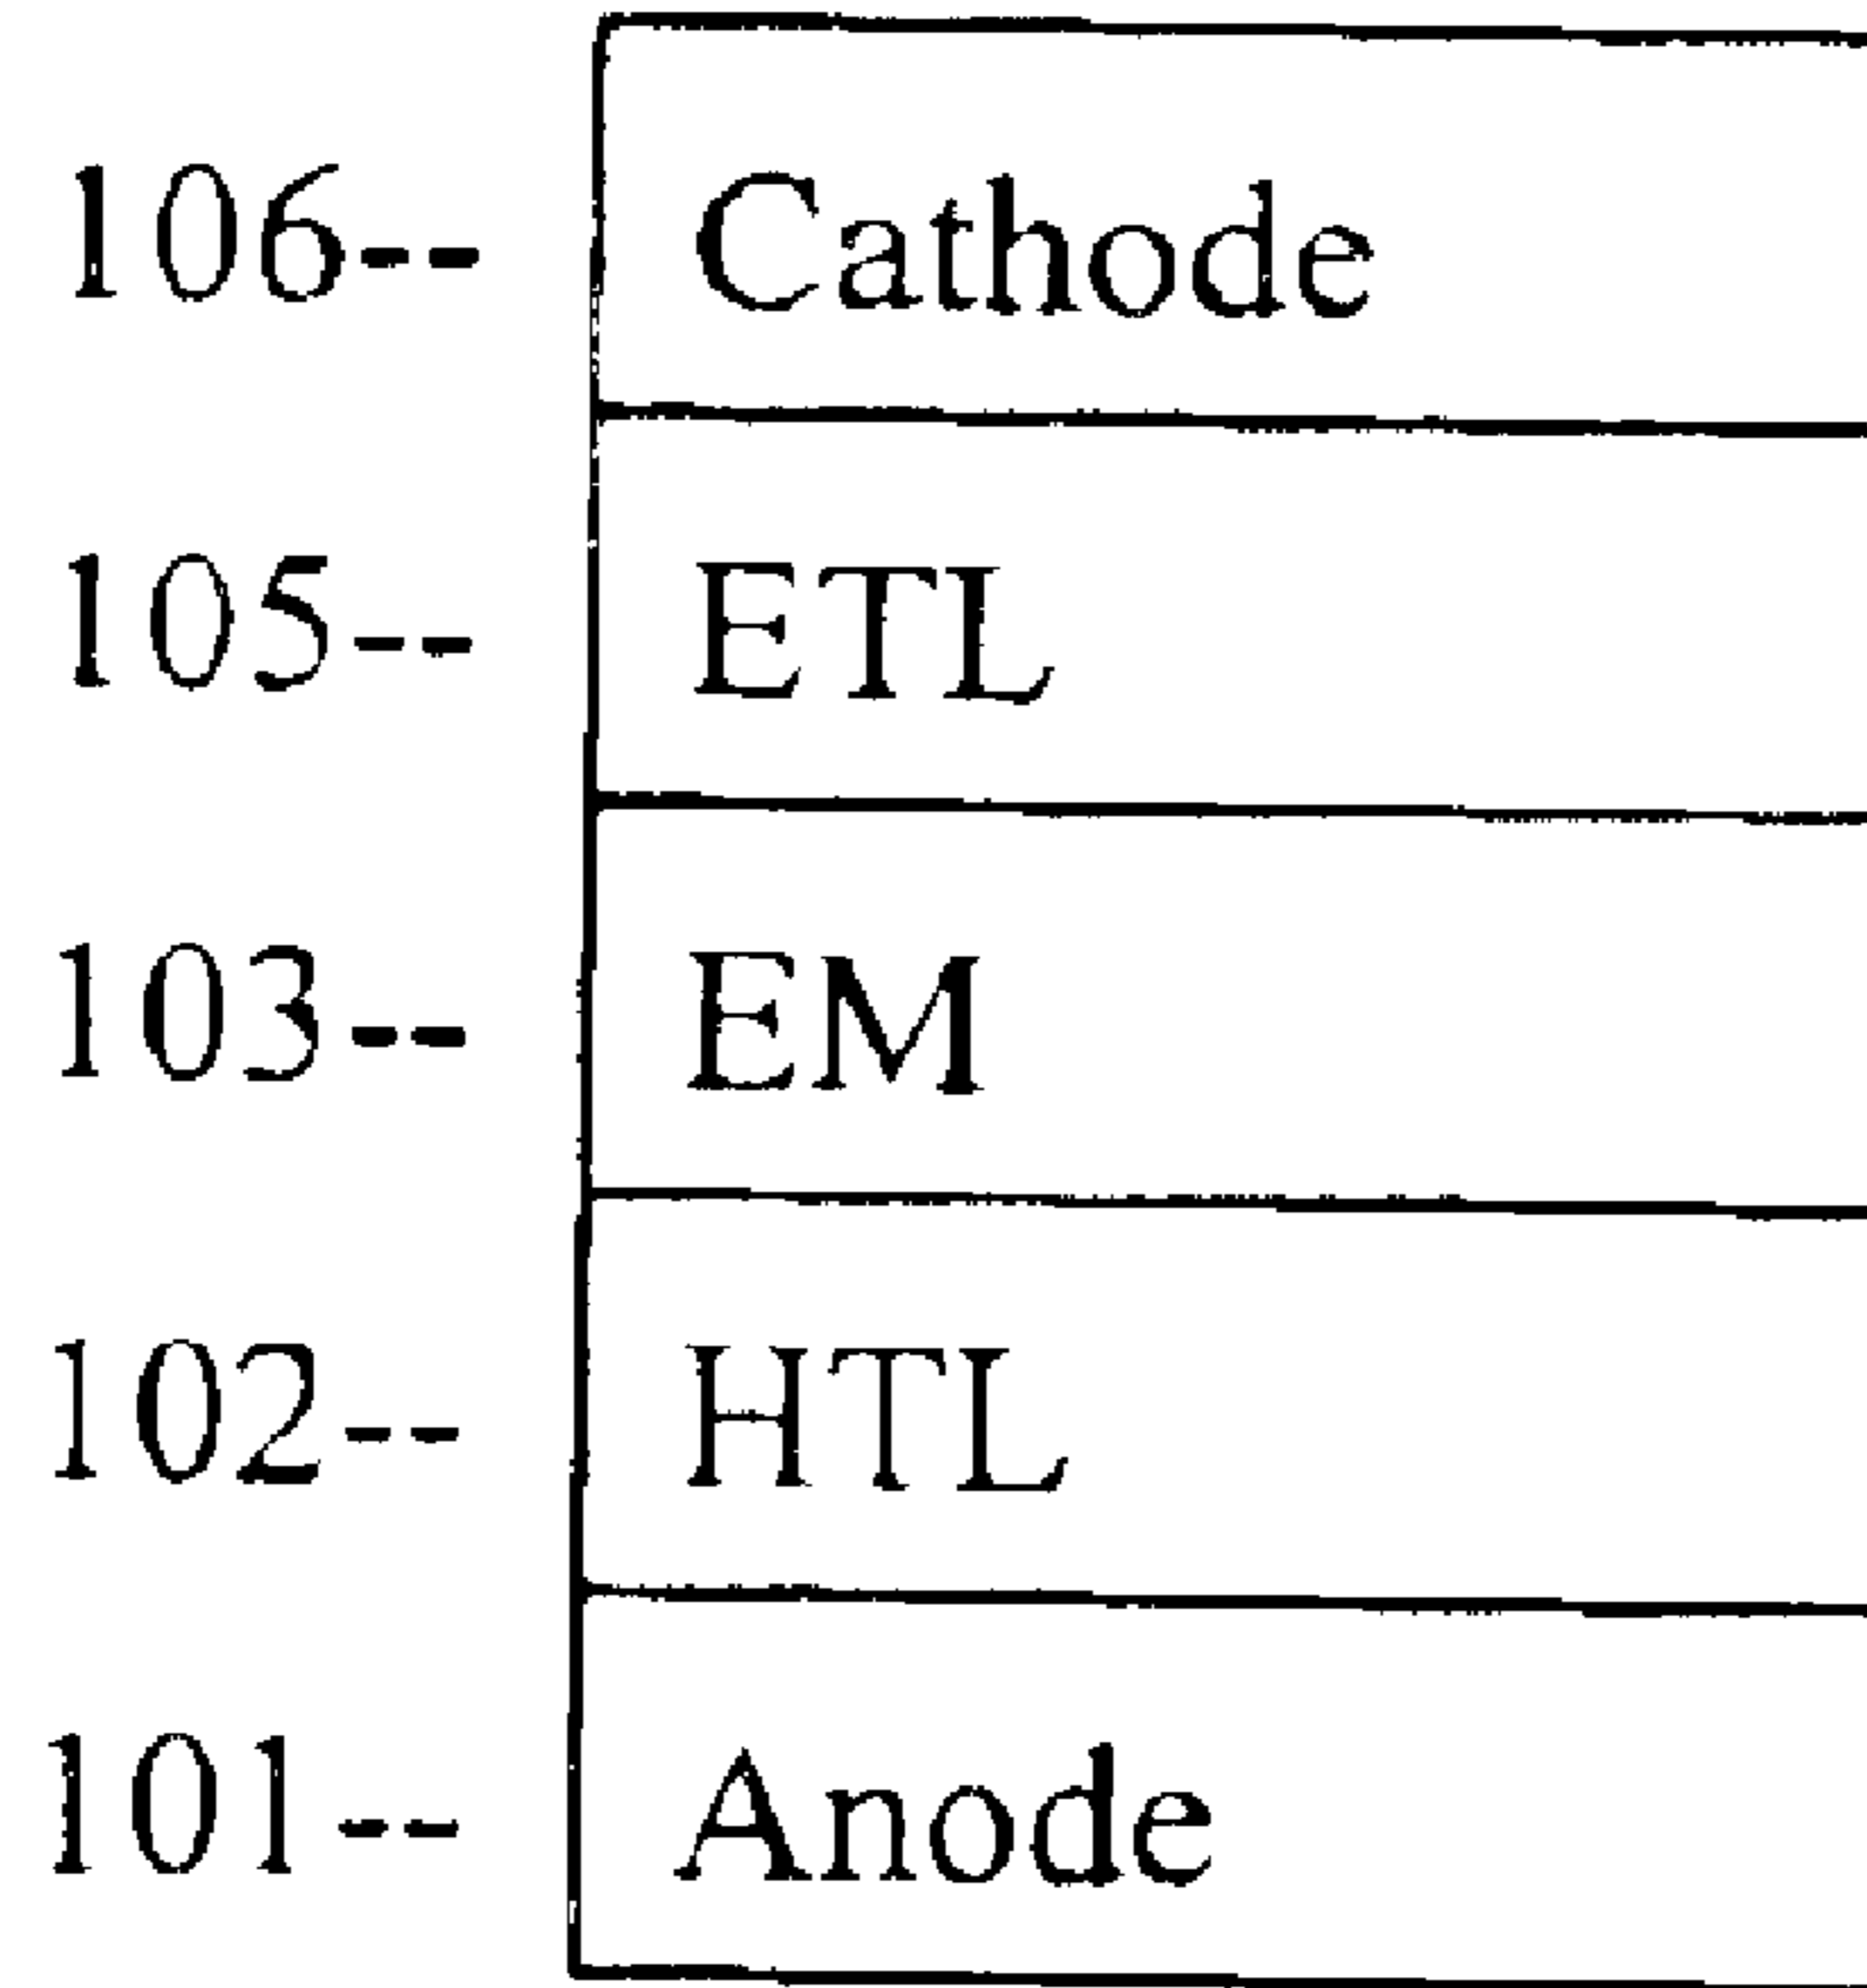 106-- Cathode
105-- ETL
103-- EM
102-- HTL
101-- Anode